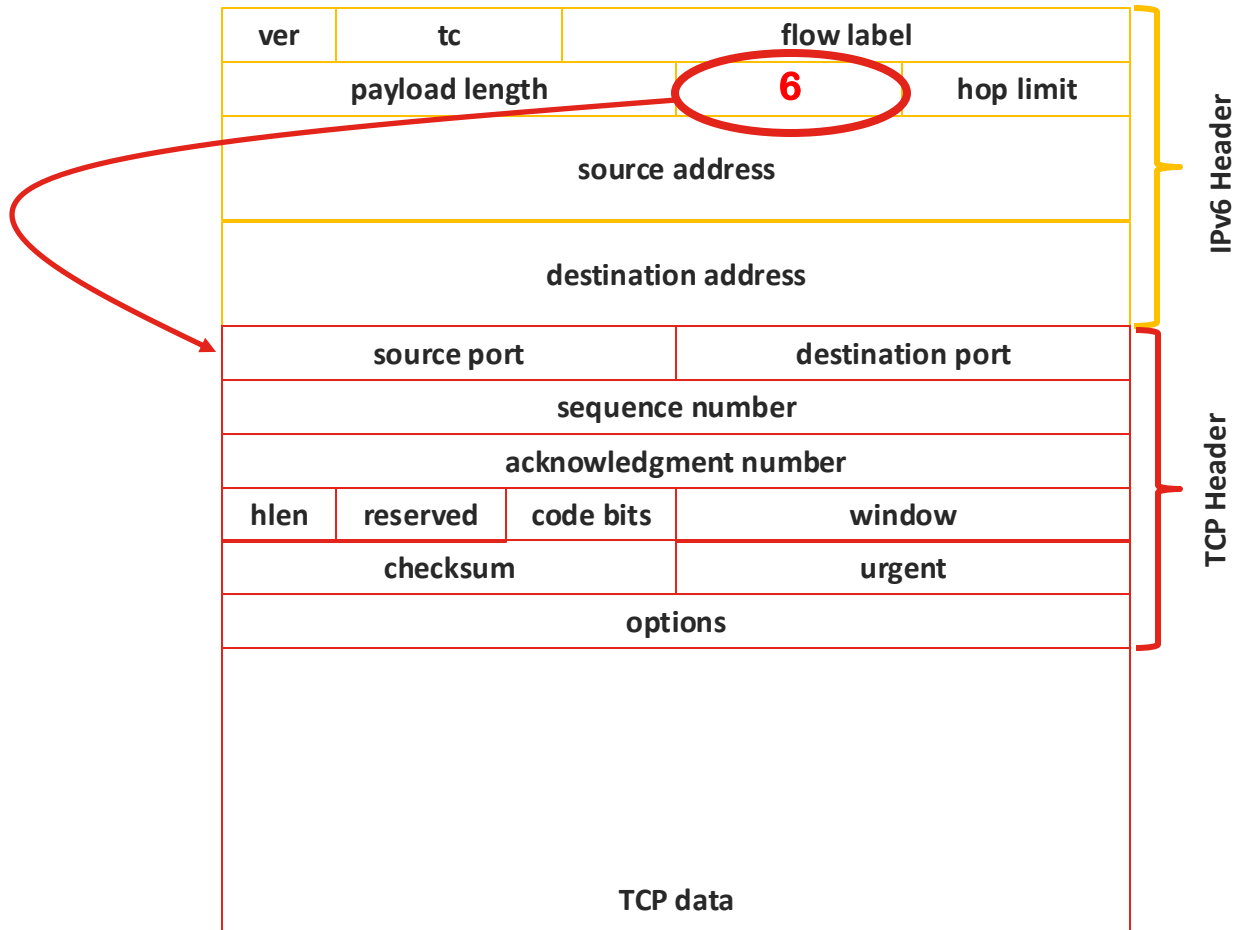 ver tc flow label
payload length 6 hop limit
source address
destination address
IPv6 Header
source port destination port
sequence number
acknowledgment number
hlen reserved code bits window
checksum urgent
options
TCP Header
TCP data